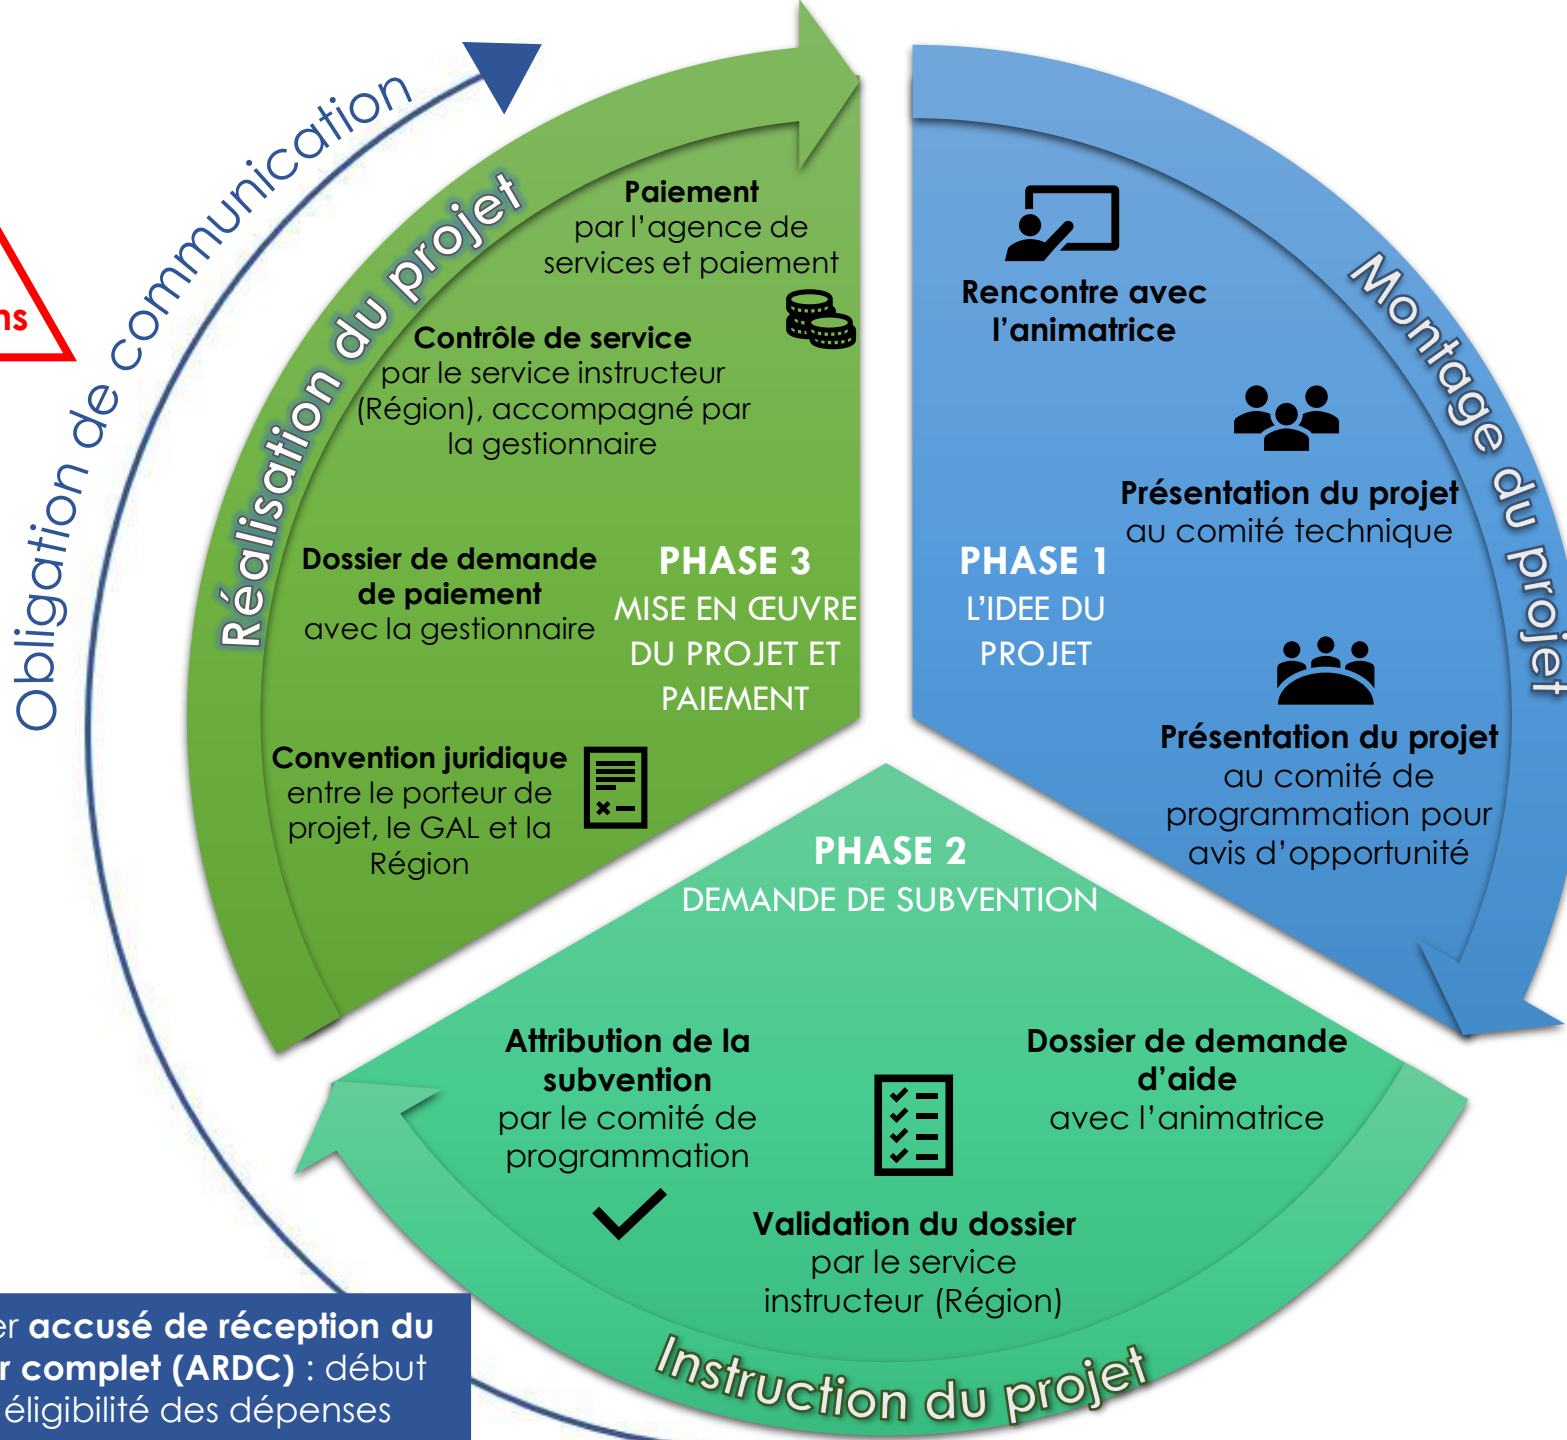 Obligation de communication
ns
Réalisation du projet
Paiement
par l’agence de
services et paiement
Contrôle de service
par le service instructeur
(Région), accompagné par
la gestionnaire
Dossier de demande
de paiement
avec la gestionnaire
Convention juridique
entre le porteur de
projet, le GAL et la
Région
PHASE 3
MISE EN ŒUVRE
DU PROJET ET
PAIEMENT
Montage du projet
Rencontre avec
l’animatrice
Présentation du projet
au comité technique
Présentation du projet
au comité de
programmation pour
avis d’opportunité
PHASE 1
L’IDEE DU
PROJET
PHASE 2
DEMANDE DE SUBVENTION
Dossier de demande
d’aide
avec l’animatrice
Validation du dossier
par le service
instructeur (Région)
Attribution de la
subvention
par le comité de
programmation
Instruction du projet
er accusé de réception du
r complet (ARDC) : début
éligibilité des dépenses